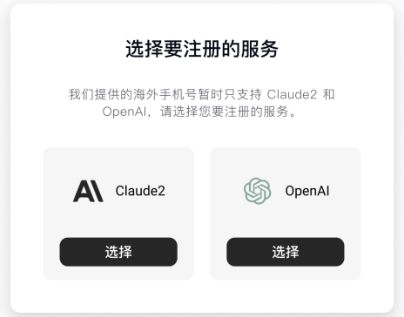 选择要注册的服务
我们提供的海外手机号暂时只支持 Claude2 和
OpenAI，请选择您要注册的服务。
Claude2
OpenAI
选择
选择